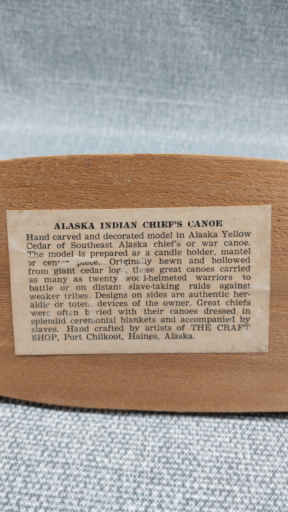 ALASKA INDIAN CHIEF'S CANOE
Hand carved and decorated model in Alaska Yellow
Cedar of Southeast Alaska chief's or war canoe.
The model is prepared as a candle holder, mantel
or piece. Originally hewn and hollowed
from giant cedar log, these great canoes carried
as many as twenty wood-helmeted warriors to
battle or on distant slave-taking raids against
weaker tribes. Designs on sides are authentic her-
aldic or totem devices of the owner. Great chiefs
were often buried with their canoes dressed in
splendid ceremonial blankets and accompanied by
slaves. Hand crafted by artists of THE CRAFT
SHOP, Port Chilkoot, Haines, Alaska.